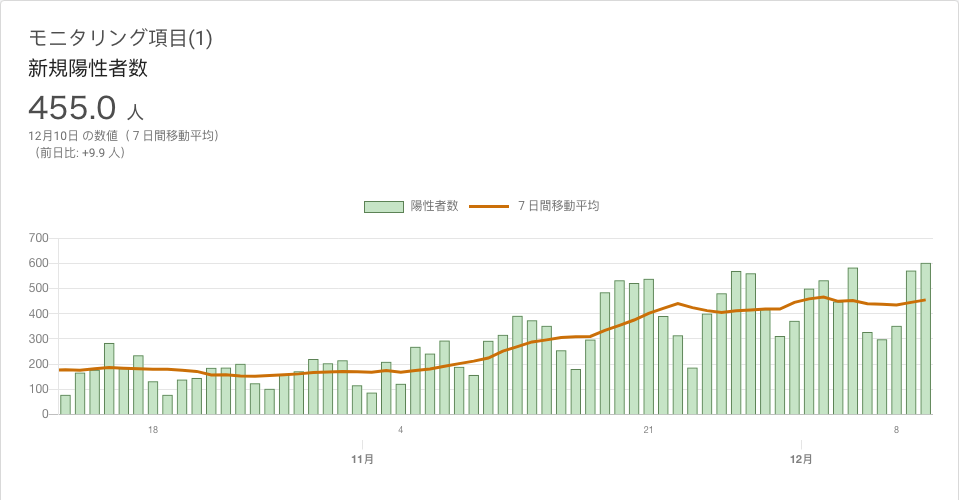 モニタリング項目(1)
新規陽性者数
455.0 人
12月10日 の数値（７日間移動平均）
（前日比: +9.9 人）
陽性者数 ７日間移動平均
700
600
500
400
300
200
100
0
18 4 21 8
11月 12月